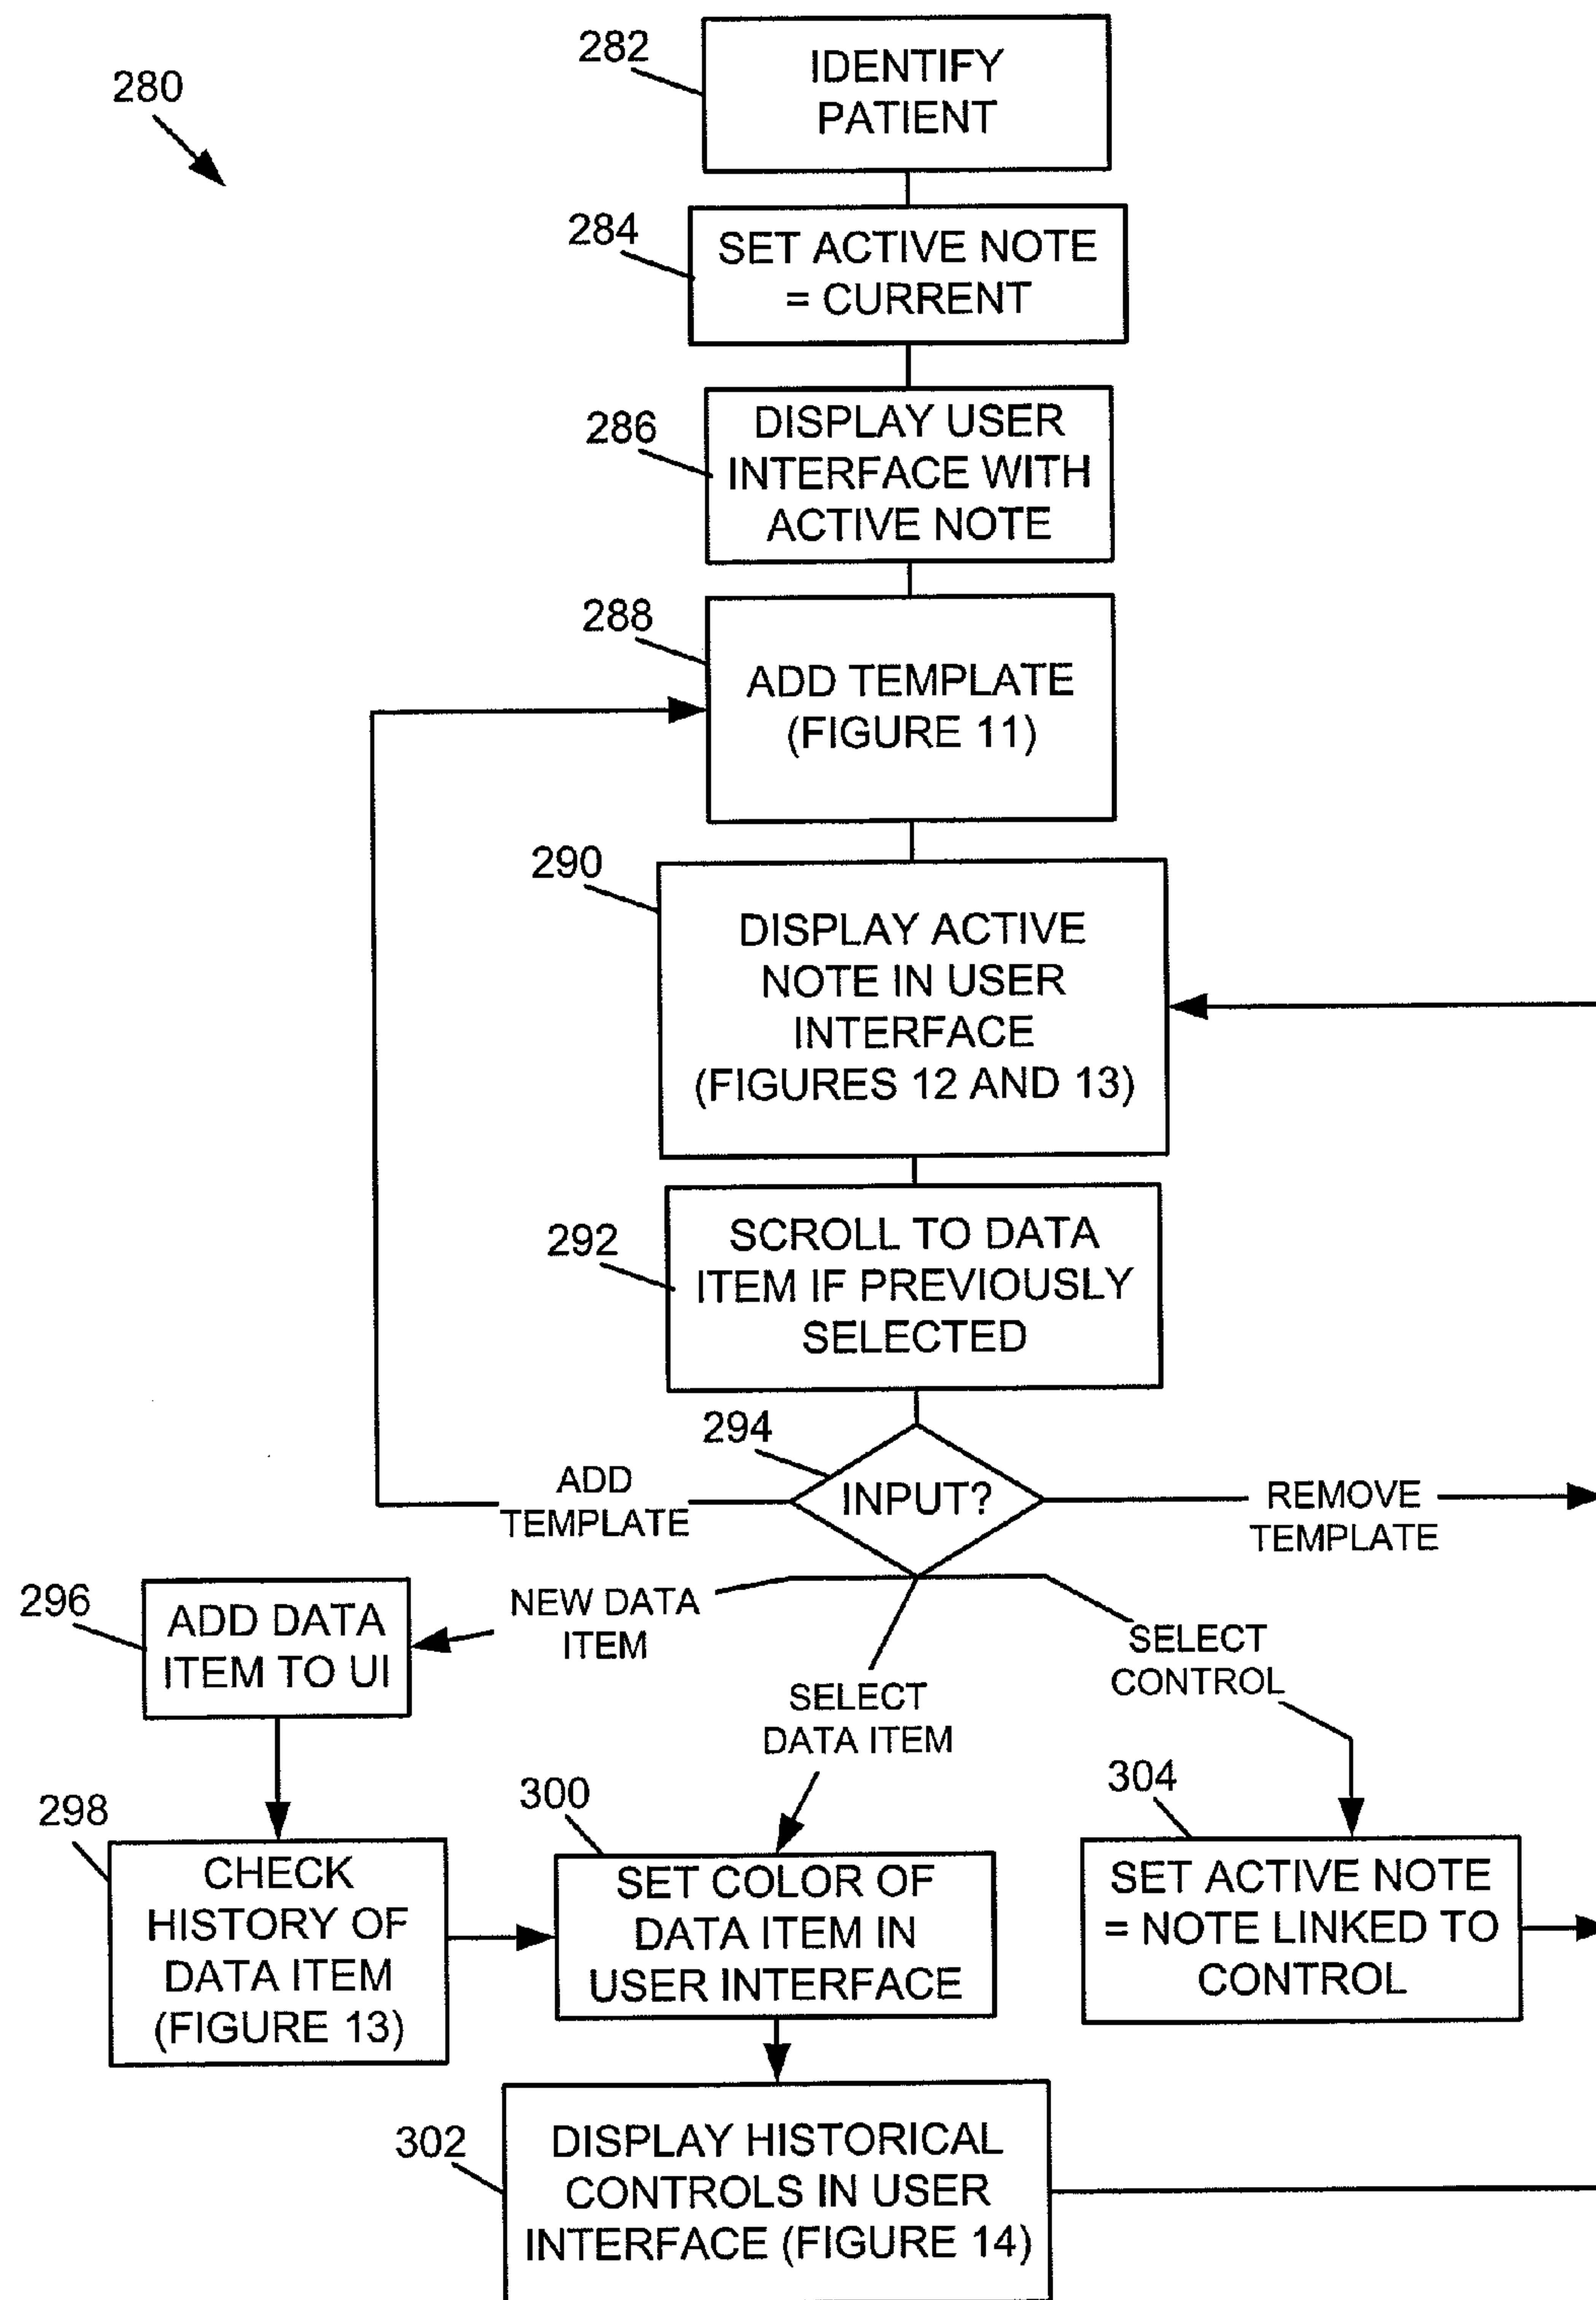 280
282
IDENTIFY
PATIENT
284
SET ACTIVE NOTE
= CURRENT
286
DISPLAY USER
INTERFACE WITH
ACTIVE NOTE
288
ADD TEMPLATE
(FIGURE 11)
290
DISPLAY ACTIVE
NOTE IN USER
INTERFACE
(FIGURES 12 AND 13)
292
SCROLL TO DATA
ITEM IF PREVIOUSLY
SELECTED
294
INPUT?
ADD
TEMPLATE
REMOVE
TEMPLATE
296
ADD DATA
ITEM TO UI
NEW DATA
ITEM
SELECT
DATA ITEM
SELECT
CONTROL
298
CHECK
HISTORY OF
DATA ITEM
(FIGURE 13)
300
SET COLOR OF
DATA ITEM IN
USER INTERFACE
304
SET ACTIVE NOTE
= NOTE LINKED TO
CONTROL
302
DISPLAY HISTORICAL
CONTROLS IN USER
INTERFACE (FIGURE 14)